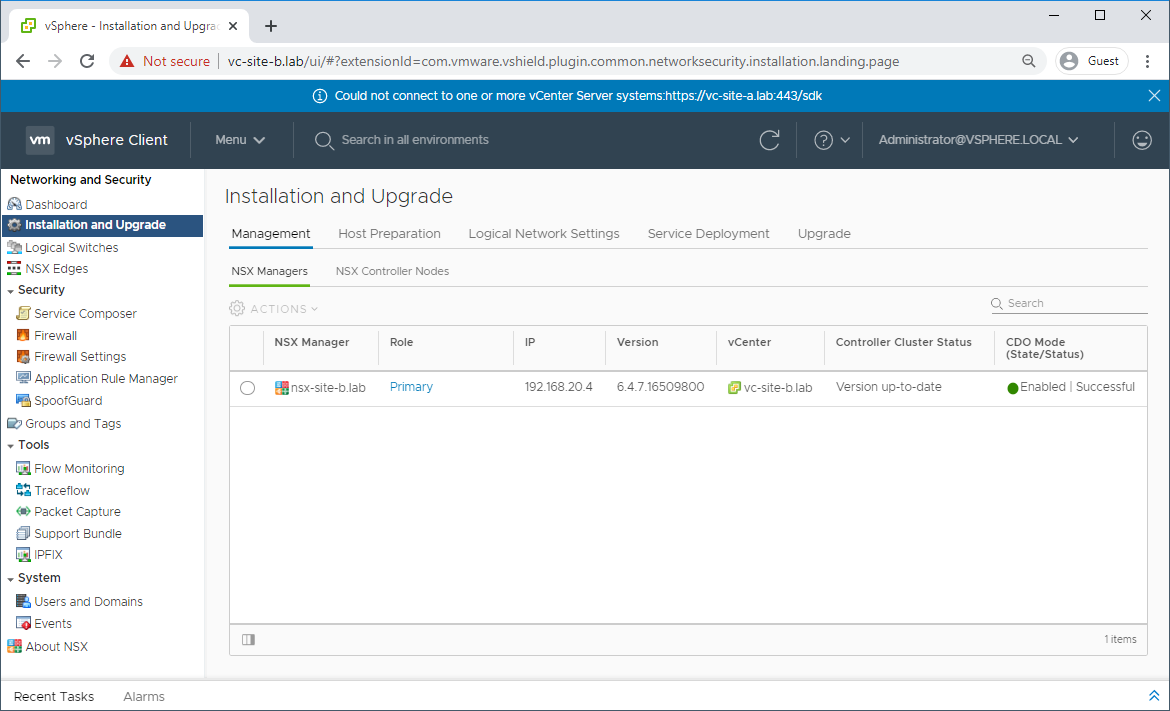 vSphere - Installation and Upgra
Not secure
vc-site-b.lab/ui/#?extensionId=com.vmware.vshield.plugin.common.networksecurity.installation.landing.page
Guest
Could not connect to one or more vCenter Server systems:https://vc-site-a.lab:443/sdk
vm vSphere Client
Menu
Search in all environments
Administrator@VSPHERE.LOCAL
Networking and Security
Dashboard
Installation and Upgrade
Logical Switches
NSX Edges
Security
Service Composer
Firewall
Firewall Settings
Application Rule Manager
SpoofGuard
Groups and Tags
Tools
Flow Monitoring
Traceflow
Packet Capture
Support Bundle
IPFIX
System
Users and Domains
Events
About NSX
Installation and Upgrade
Management Host Preparation Logical Network Settings Service Deployment Upgrade
NSX Managers NSX Controller Nodes
ACTIONS
Search
NSX Manager Role IP Version vCenter Controller Cluster Status CDO Mode
(State/Status)
nsx-site-b.lab Primary 192.168.20.4 6.4.7.16509800 vc-site-b.lab Version up-to-date Enabled | Successful
1 items
Recent Tasks Alarms